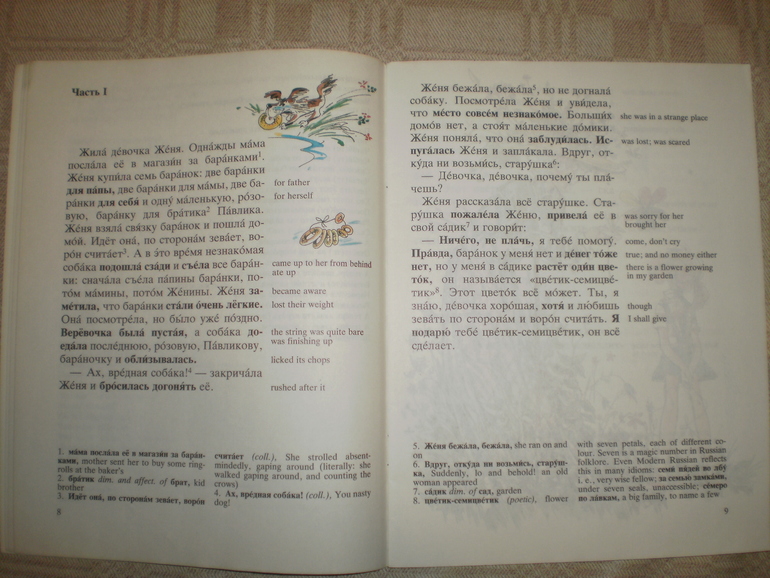 Часть I
Жила́ де́вочка Же́ня. Одна́жды ма́ма
посла́ла её в магази́н за бара́нками¹.
Же́ня купи́ла семь бара́нок: две бара́нки
для па́пы, две бара́нки для ма́мы, две ба-
ра́нки для себя́ и одну́ ма́ленькую, ро́зо-
вую, бара́нку для бра́тика² Па́влика.
Же́ня взяла́ свя́зку бара́нок и пошла́ до-
мо́й. Идёт она́, по сторона́м зева́ет, во-
ро́н счита́ет³. А в э́то вре́мя незнако́мая
соба́ка подошла́ сза́ди и съе́ла все бара́н-
ки: снача́ла съе́ла па́пины бара́нки, по-
то́м ма́мины, пото́м Же́нины. Же́ня за-
ме́тила, что бара́нки ста́ли о́чень лёгкие.
Она́ посмотре́ла, но бы́ло уже́ по́здно.
Верёвочка была́ пуста́я, а соба́ка до-
еда́ла после́днюю, ро́зовую, Па́вликову,
бара́ночку и обли́зывалась.
— Ах, вре́дная соба́ка!⁴ — закрича́ла
Же́ня и бро́силась догоня́ть её.
for father
for herself
came up to her from behind
ate up
became aware
lost their weight
the string was quite bare
was finishing up
licked its chops
rushed after it
1. ма́ма посла́ла её в магази́н за бара́н-
ками, mother sent her to buy some ring-
rolls at the baker's
2. бра́тик dim. and affect. of брат, kid
brother
3. Идёт она́, по сторона́м зева́ет, воро́н
счита́ет (coll.), She strolled absent-
mindedly, gaping around (literally: she
walked gaping around, and counting the
crows)
4. Ах, вре́дная соба́ка! (coll.), You nasty
dog!
8
Же́ня бежа́ла, бежа́ла⁵, но не догнала́
соба́ку. Посмотре́ла Же́ня и уви́дела,
что ме́сто совсе́м незнако́мое. Больши́х
домо́в нет, а стоя́т ма́ленькие до́мики.
Же́ня поняла́, что она́ заблуди́лась. Ис-
пуга́лась Же́ня и запла́кала. Вдруг, от-
ку́да ни возьми́сь, стару́шка⁶:
— Де́вочка, де́вочка, почему́ ты пла́-
чешь?
Же́ня рассказа́ла всё стару́шке. Ста-
ру́шка пожале́ла Же́ню, привела́ её в
свой са́дик⁷ и говори́т:
— Ничего́, не плачь, я тебе́ помогу́.
Пра́вда, бара́нок у меня́ нет и де́нег то́же
нет, но у меня́ в са́дике растёт оди́н цве-
то́к, он называ́ется «цве́тик-семицве́-
тик»⁸. Э́тот цвето́к всё мо́жет. Ты, я
зна́ю, де́вочка хоро́шая, хотя́ и лю́бишь
зева́ть по сторона́м и воро́н счита́ть. Я
подарю́ тебе́ цве́тик-семицве́тик, он всё
сде́лает.
she was in a strange place
was lost; was scared
was sorry for her
brought her
come, don't cry
true; and no money either
there is a flower growing
in my garden
though
I shall give
5. Же́ня бежа́ла, бежа́ла, she ran on and
on
6. Вдруг, отку́да ни возьми́сь, стару́ш-
ка, Suddenly, lo and behold! an old
woman appeared
7. са́дик dim. of сад, garden
8. цве́тик-семицве́тик (poetic), flower
with seven petals, each of different co-
lour. Seven is a magic number in Russian
folklore. Even Modern Russian reflects
this in many idioms: семи́ пя́дей во лбу́
i. e., very wise fellow; за семью́ замка́ми,
under seven seals, unaccessible; се́меро
по ла́вкам, a big family, to name a few
9